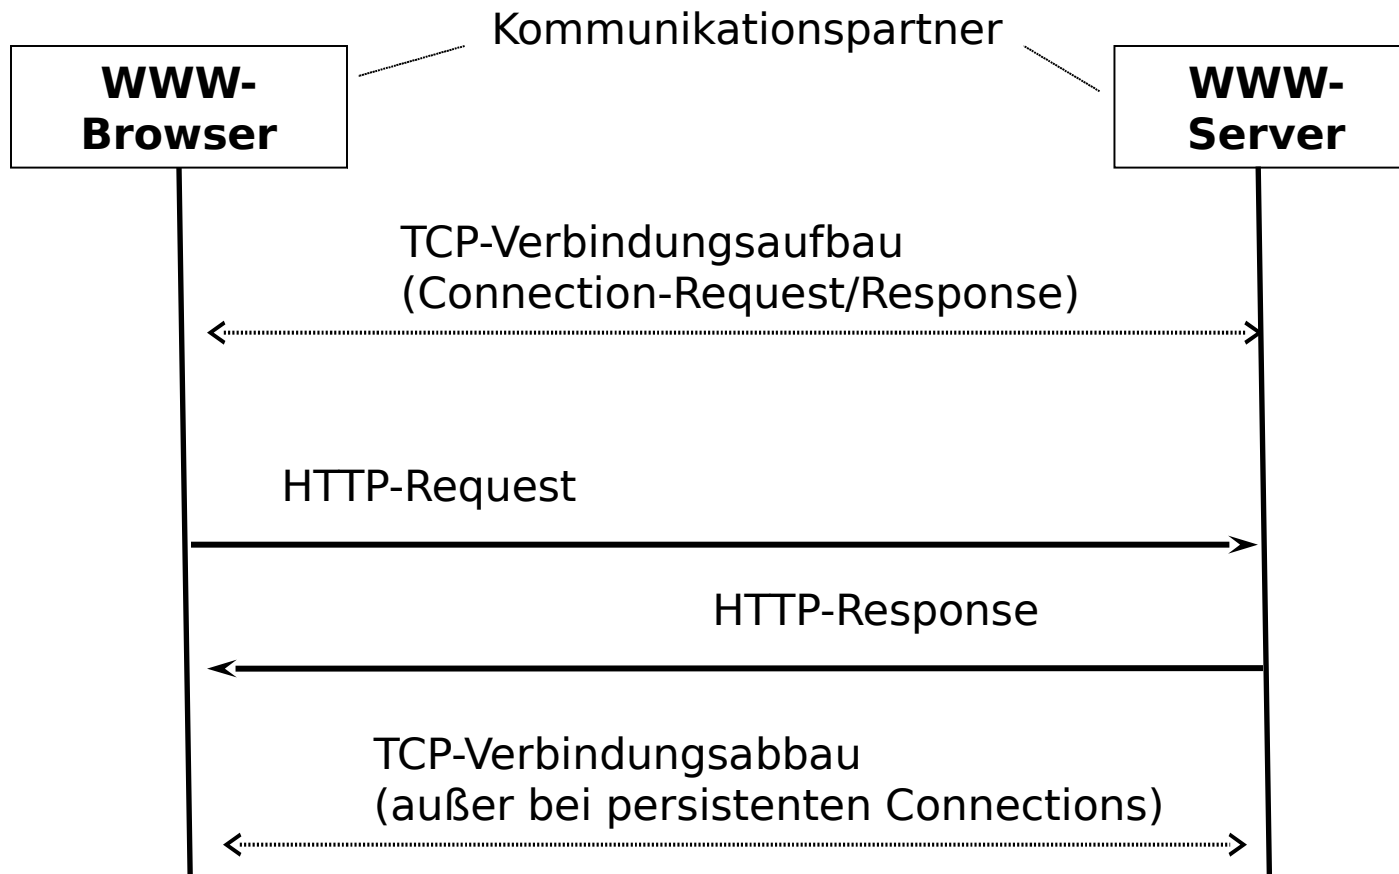 Kommunikationspartner
WWW-
Browser
WWW-
Server
TCP-Verbindungsaufbau
(Connection-Request/Response)
HTTP-Request
HTTP-Response
TCP-Verbindungsabbau
(außer bei persistenten Connections)